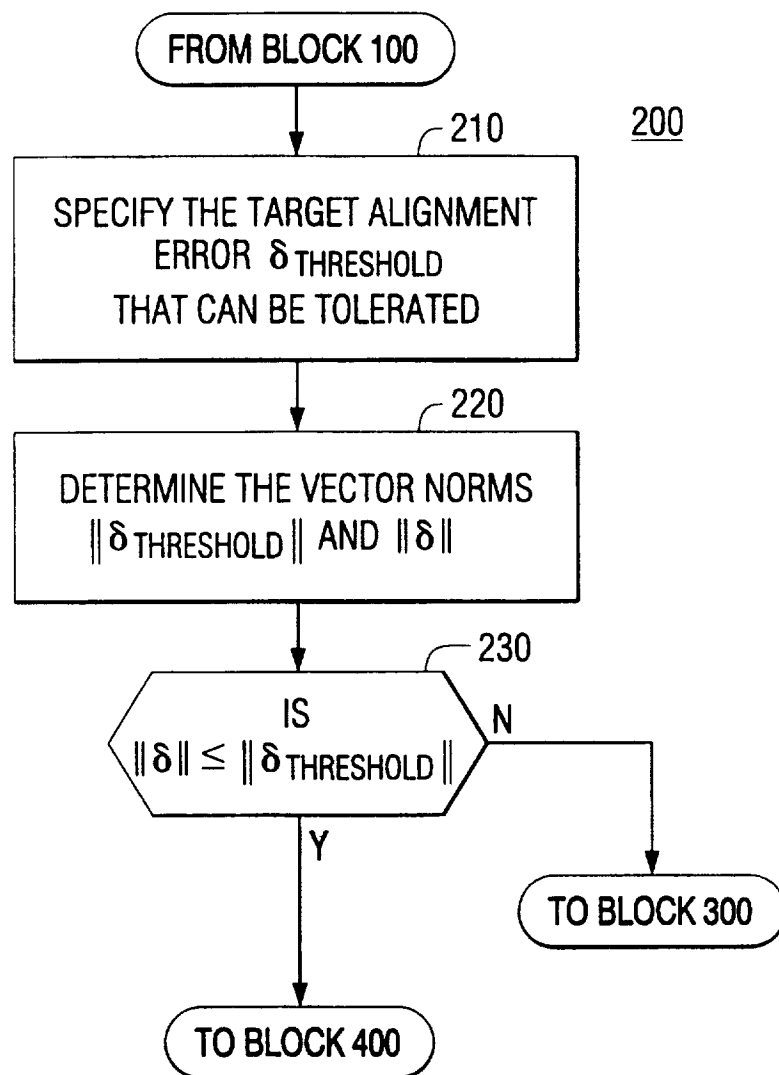 FROM BLOCK 100
200
210
SPECIFY THE TARGET ALIGNMENT
ERROR δ THRESHOLD
THAT CAN BE TOLERATED
220
DETERMINE THE VECTOR NORMS
‖δ THRESHOLD‖ AND ‖δ‖
230
IS
‖δ‖ ≤ ‖δ THRESHOLD‖
N
Y
TO BLOCK 300
TO BLOCK 400